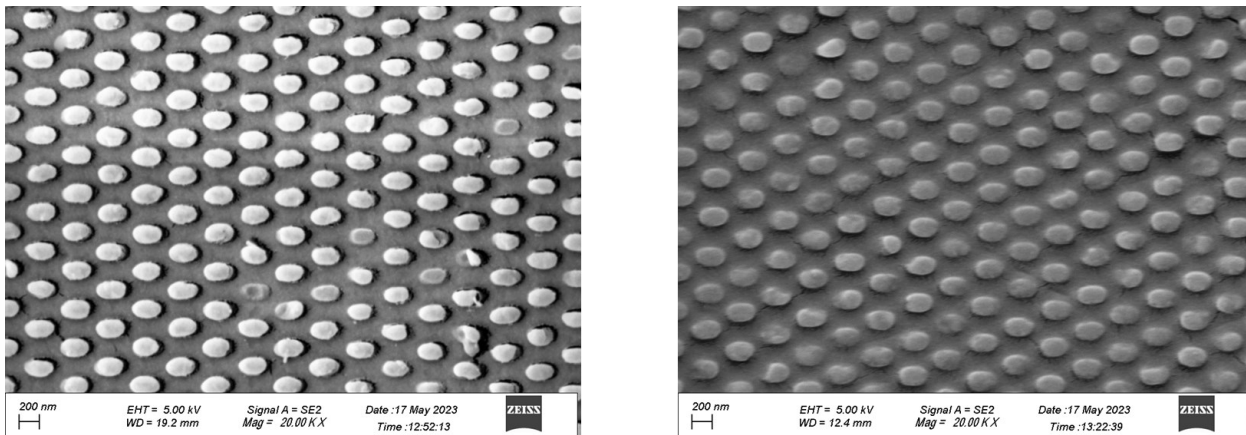 200 nm
EHT = 5.00 kV
WD = 19.2 mm
Signal A = SE2
Mag = 20.00 K X
Date :17 May 2023
Time :12:52:13
ZEISS
200 nm
EHT = 5.00 kV
WD = 12.4 mm
Signal A = SE2
Mag = 20.00 K X
Date :17 May 2023
Time :13:22:39
ZEISS